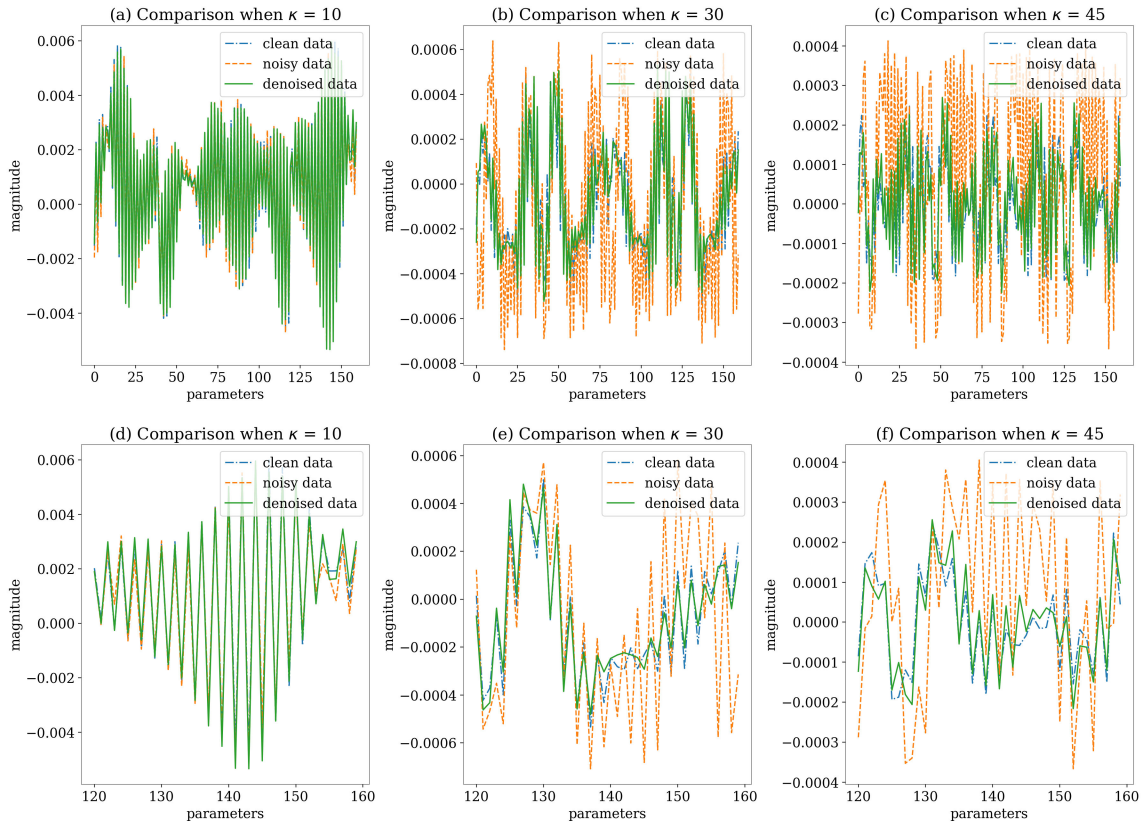 (a) Comparison when κ = 10
0.006
0.004
0.002
0.000
−0.002
−0.004
magnitude
0
25
50
75
100
125
150
parameters
clean data
noisy data
denoised data
(b) Comparison when κ = 30
0.0006
0.0004
0.0002
0.0000
−0.0002
−0.0004
−0.0006
−0.0008
magnitude
0
25
50
75
100
125
150
parameters
clean data
noisy data
denoised data
(c) Comparison when κ = 45
0.0004
0.0003
0.0002
0.0001
0.0000
−0.0001
−0.0002
−0.0003
−0.0004
magnitude
0
25
50
75
100
125
150
parameters
clean data
noisy data
denoised data
(d) Comparison when κ = 10
0.006
0.004
0.002
0.000
−0.002
−0.004
magnitude
120
130
140
150
160
parameters
clean data
noisy data
denoised data
(e) Comparison when κ = 30
0.0004
0.0002
0.0000
−0.0002
−0.0004
−0.0006
magnitude
120
130
140
150
160
parameters
clean data
noisy data
denoised data
(f) Comparison when κ = 45
0.0004
0.0003
0.0002
0.0001
0.0000
−0.0001
−0.0002
−0.0003
−0.0004
magnitude
120
130
140
150
160
parameters
clean data
noisy data
denoised data